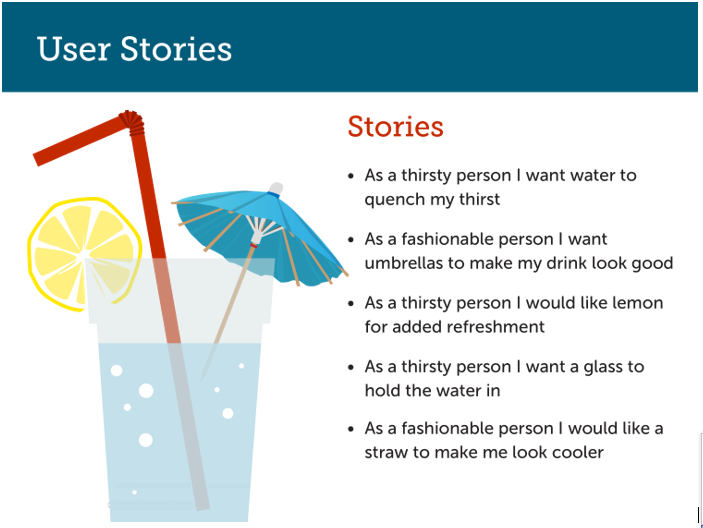 User Stories
Stories
• As a thirsty person I want water to
quench my thirst
• As a fashionable person I want
umbrellas to make my drink look good
• As a thirsty person I would like lemon
for added refreshment
• As a thirsty person I want a glass to
hold the water in
• As a fashionable person I would like a
straw to make me look cooler